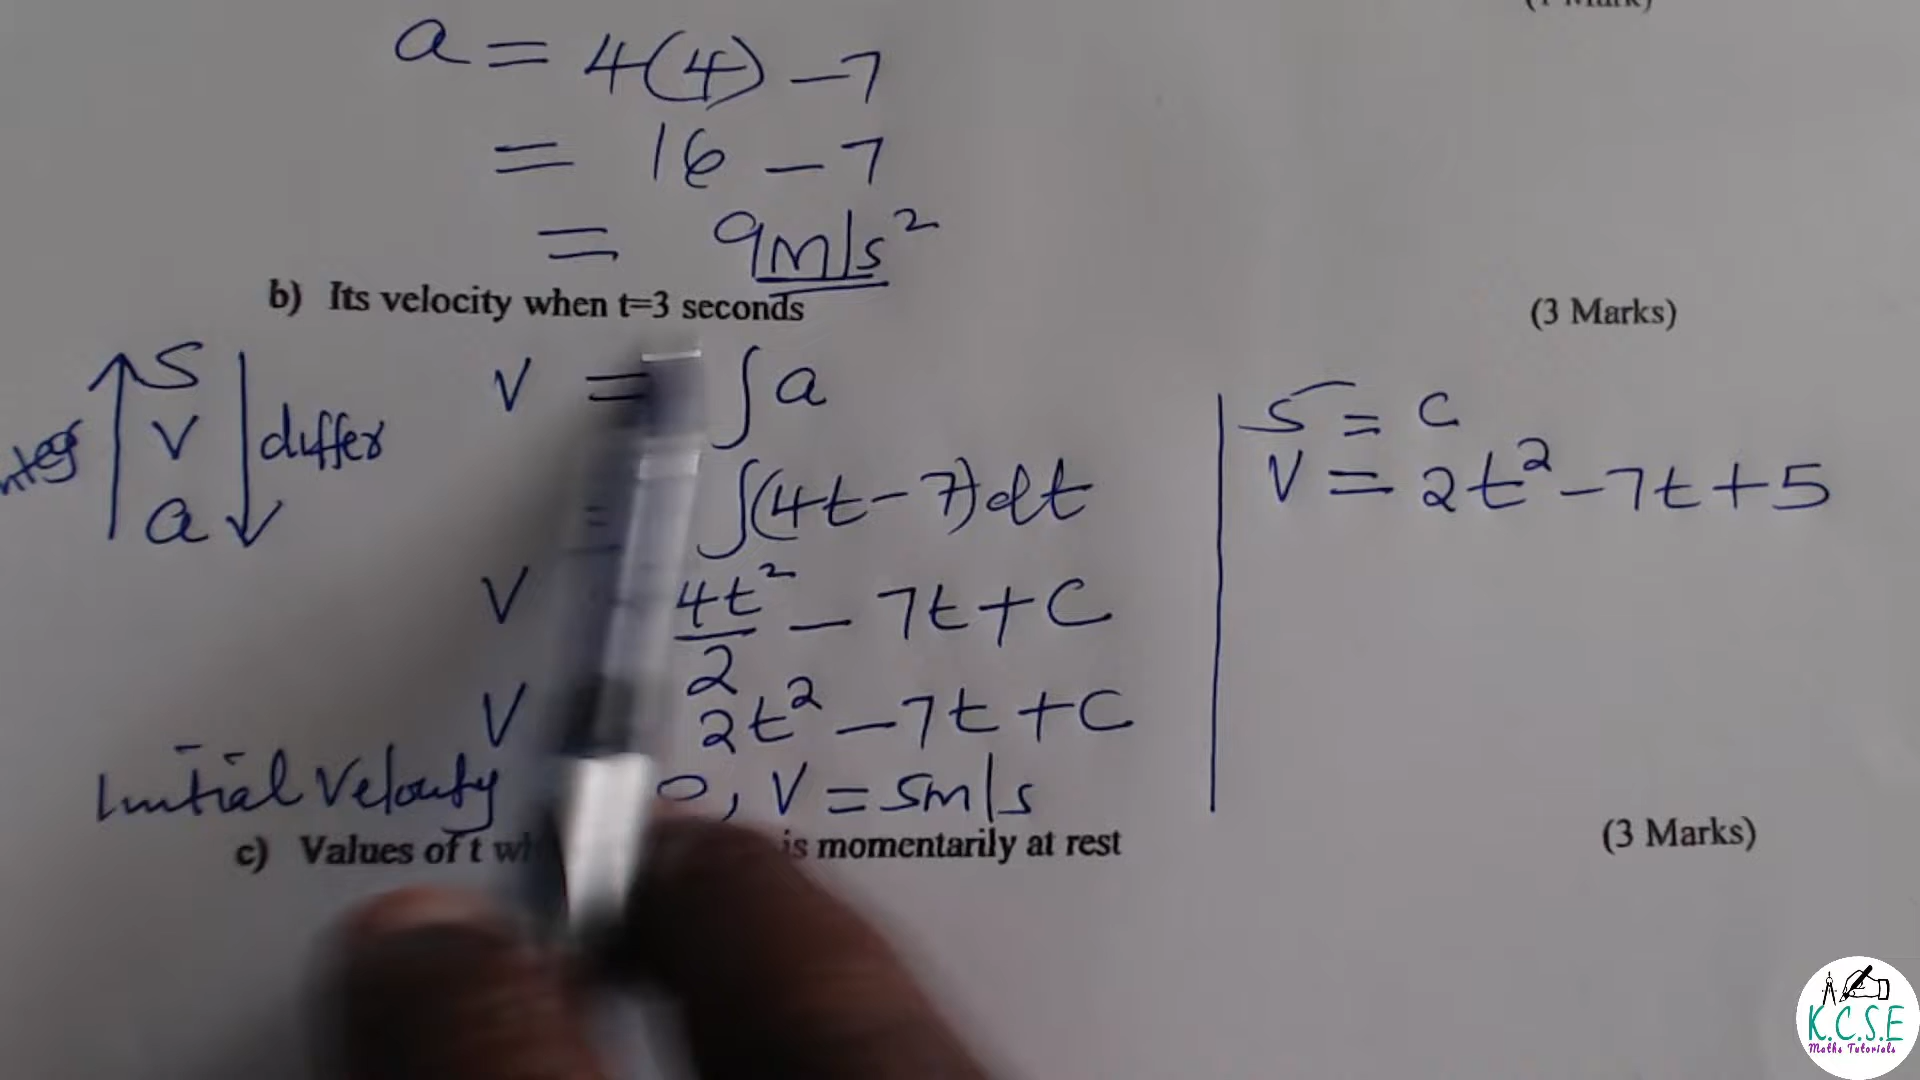 a = 4(4) - 7
= 16 - 7
= 9m/s²
b) Its velocity when t=3 seconds (3 Marks)
S
V
a
differ
V = ∫ a
= ∫(4t - 7)dt
V 4t²/2 - 7t + C
V 2t² - 7t + C
Initial Velocity 0, V = 5m/s
5 = C
V = 2t² - 7t + 5
c) Values of t is momentarily at rest (3 Marks)
K.C.S.E
Maths Tutorials